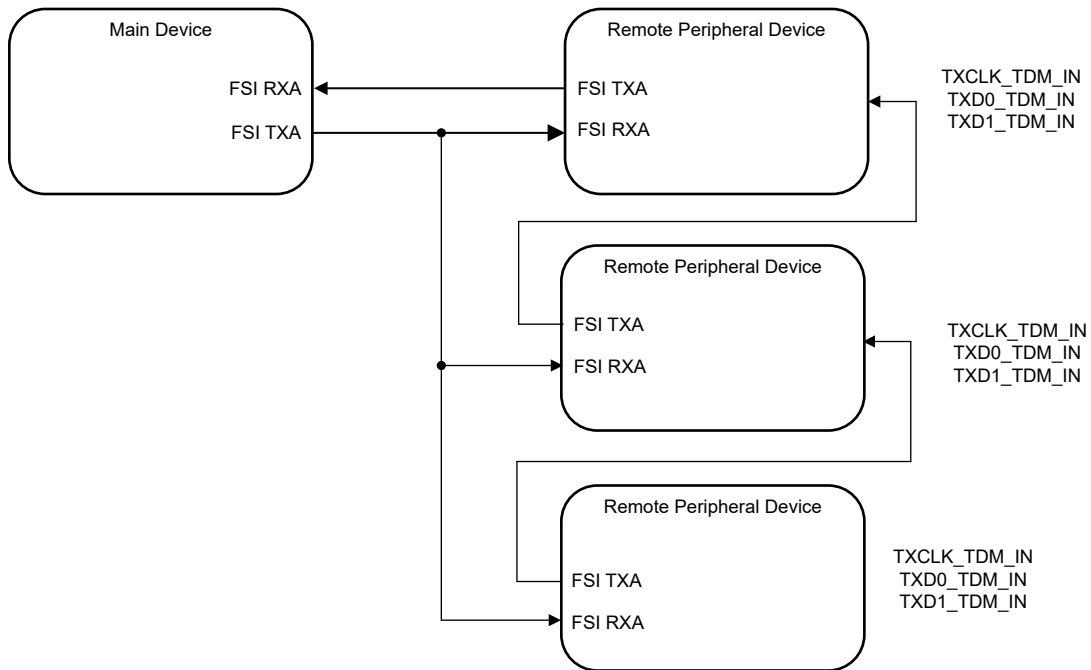 Main Device
FSI RXA
FSI TXA
Remote Peripheral Device
FSI TXA
FSI RXA
TXCLK_TDM_IN
TXD0_TDM_IN
TXD1_TDM_IN
Remote Peripheral Device
FSI TXA
FSI RXA
TXCLK_TDM_IN
TXD0_TDM_IN
TXD1_TDM_IN
Remote Peripheral Device
FSI TXA
FSI RXA
TXCLK_TDM_IN
TXD0_TDM_IN
TXD1_TDM_IN